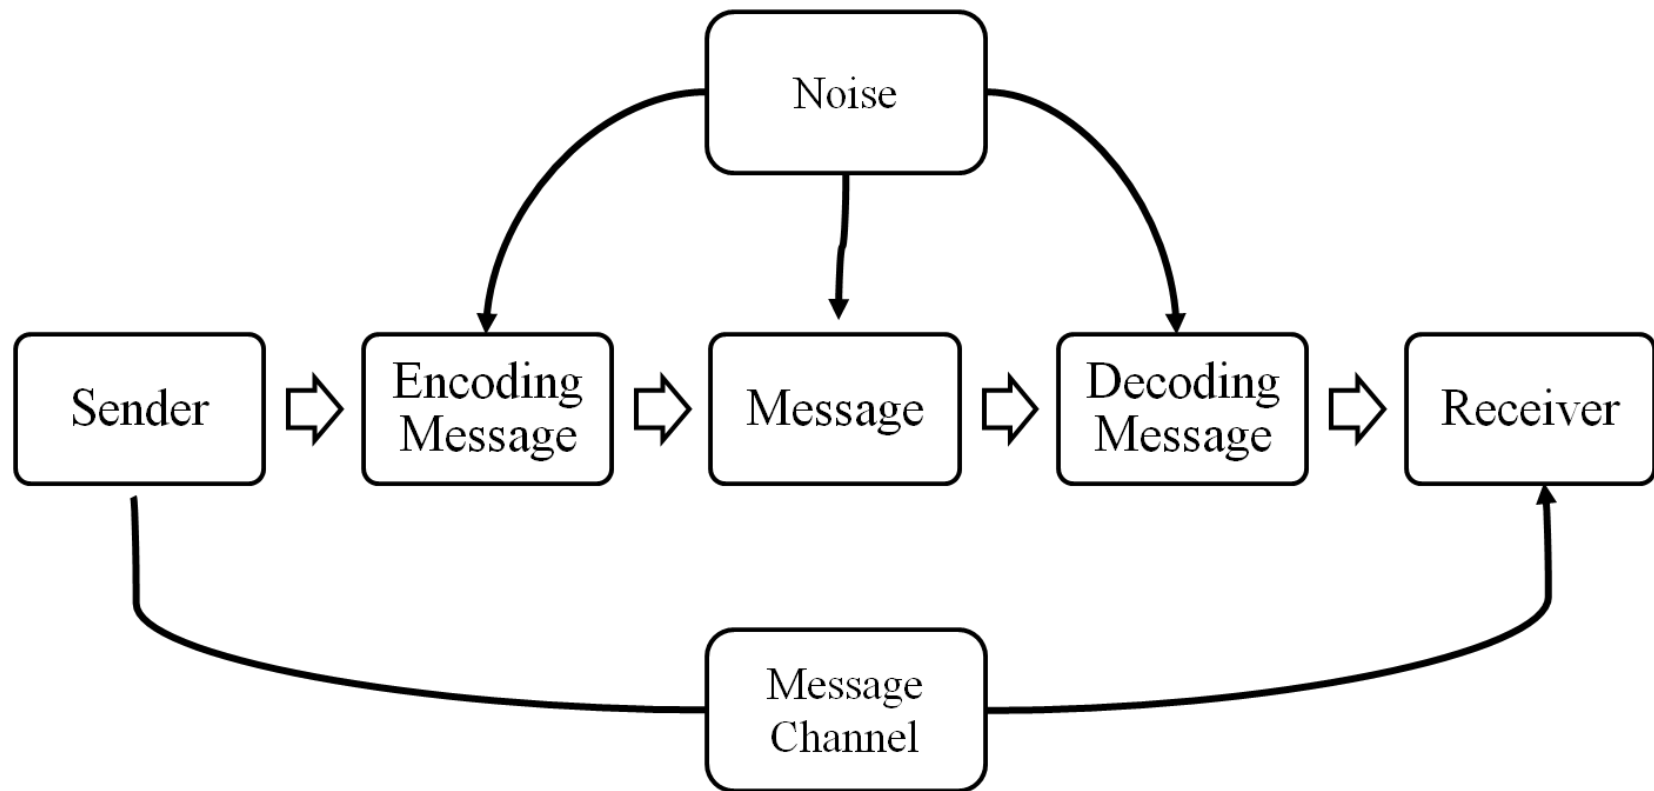 Noise
Sender
Encoding
Message
Message
Decoding
Message
Receiver
Message
Channel